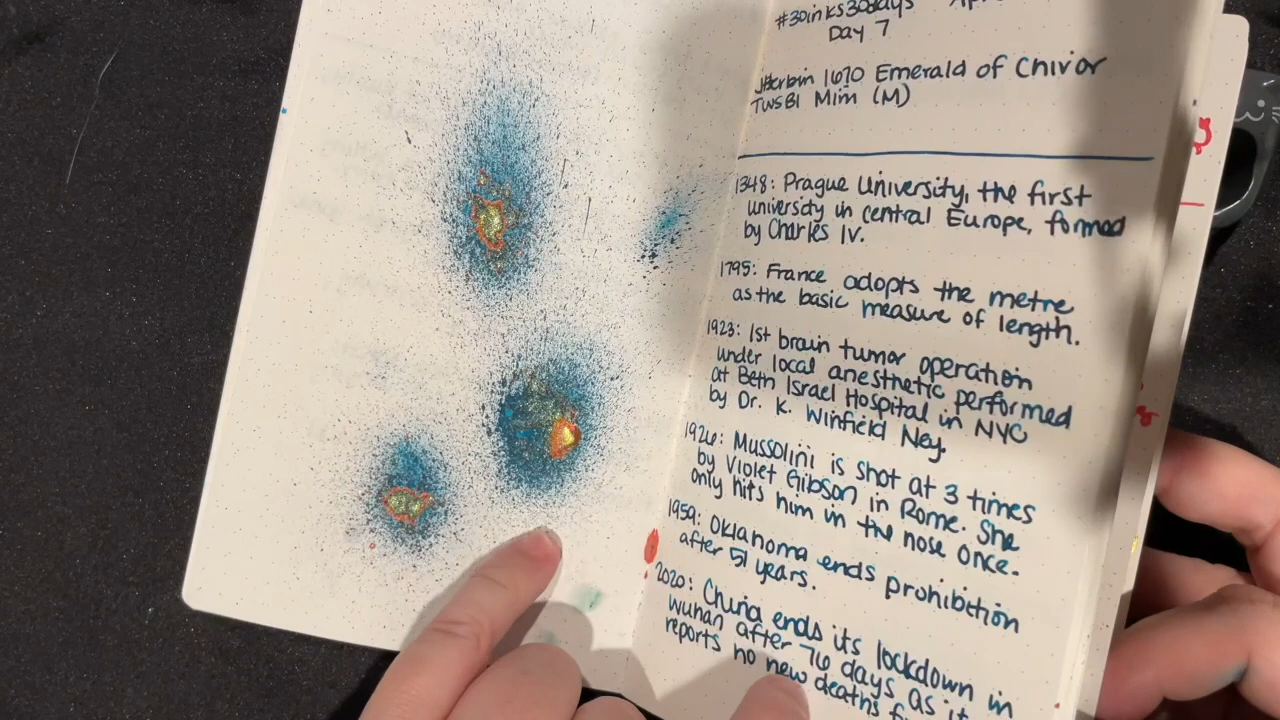 #30inks30days
Day 7
JHerbin 1670 Emerald of Chivor
TWSBI Mini (M)
1348: Prague University, the first
university in central Europe, formed
by Charles IV.
1795: France adopts the metre
as the basic measure of length.
1923: 1st brain tumor operation
under local anesthetic performed
at Beth Israel Hospital in NYC
by Dr. K. Winfield Ney.
1926: Mussolini is shot at 3 times
by Violet Gibson in Rome. She
only hits him in the nose once.
1959: Oklahoma ends prohibition
after 51 years.
2020: China ends its lockdown in
Wuhan after 76 days as it
reports no new deaths